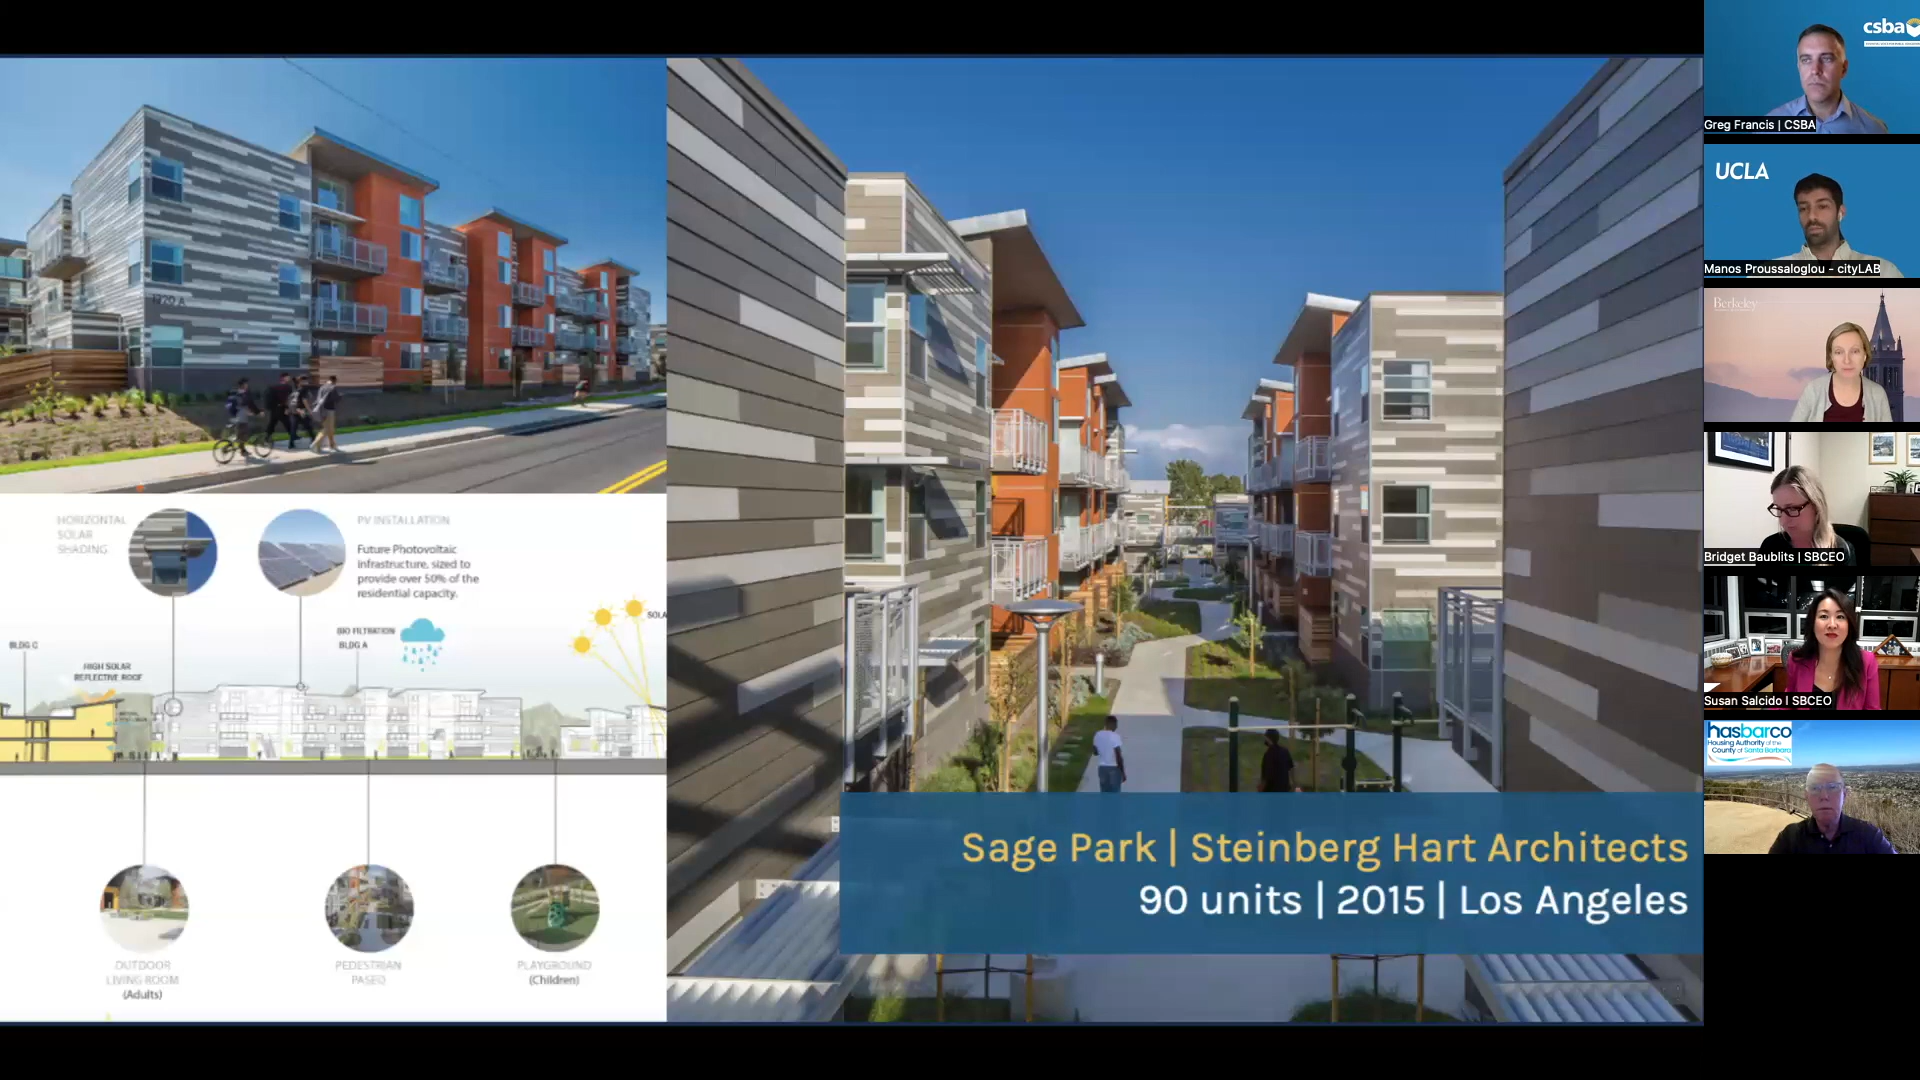 HORIZONTAL
SOLAR
SHADING
PV INSTALLATION
Future Photovoltaic
infrastructure, sized to
provide over 50% of the
residential capacity.
BLDG C
HIGH SOLAR
REFLECTIVE ROOF
BIO FILTRATION
BLDG A
SOLA
OUTDOOR
LIVING ROOM
(Adults)
PEDESTRIAN
PASEO
PLAYGROUND
(Children)
Sage Park | Steinberg Hart Architects
90 units | 2015 | Los Angeles
csba
Greg Francis | CSBA
UCLA
Manos Proussaloglou - cityLAB
Berkeley
Bridget Baublits | SBCEO
Susan Salcido l SBCEO
hasbarco
Housing Authority of the
County of Santa Barbara